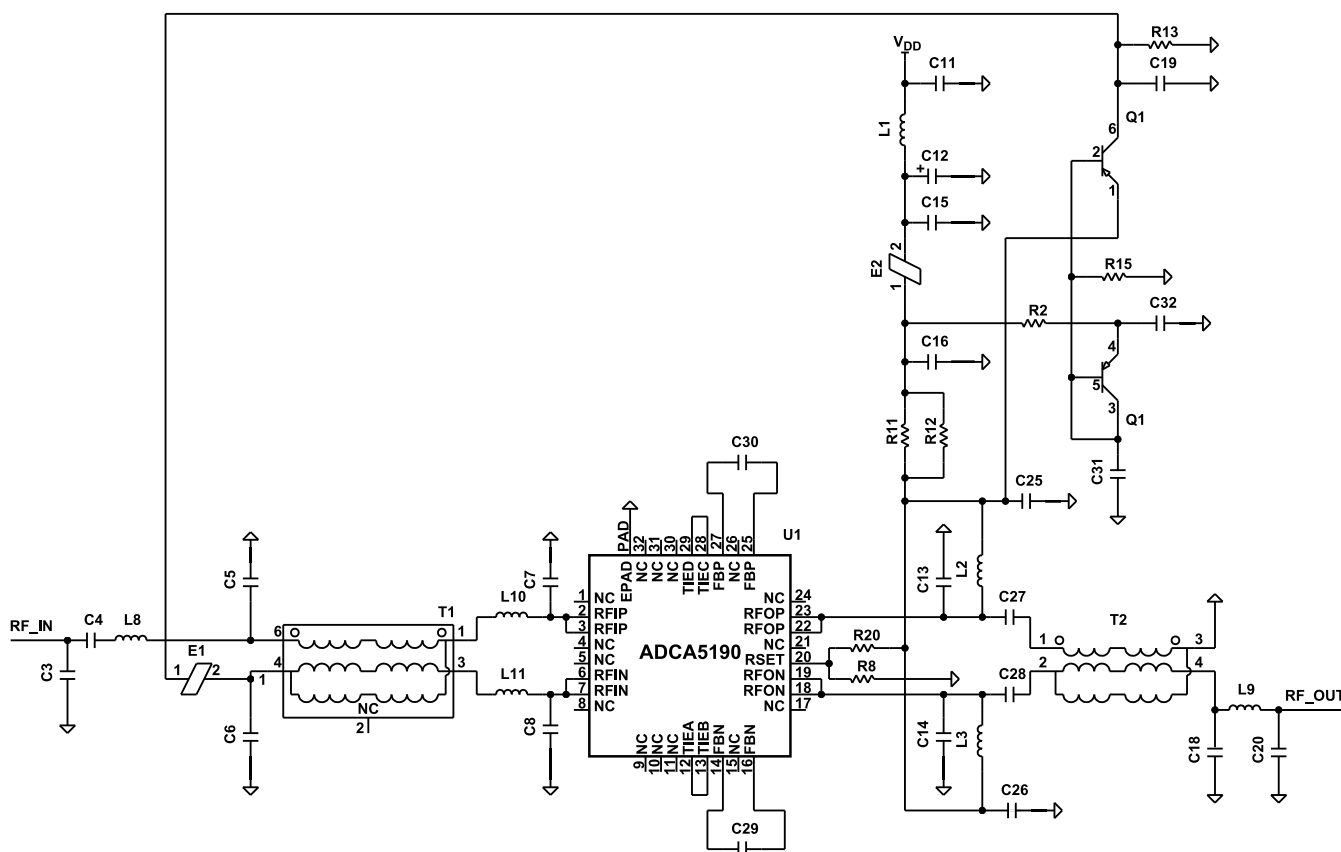 R13
V_DD
C11
C19
L1
Q1
6
2
C12
+
1
C15
2
E2
R15
1
R2
C32
C16
4
5
3
Q1
R11
R12
C30
C31
C25
U1
PAD
32
31
30
29
28
27
26
25
EPAD
NC
NC
NC
TIED
TIEC
FBP
NC
FBP
C5
C7
C13
L2
L10
C27
1 NC
2 RFIP
3 RFIP
4 NC
5 NC
6 RFIN
7 RFIN
8 NC
NC 24
RFOP 23
RFOP 22
NC 21
RSET 20
RFON 19
RFON 18
NC 17
ADCA5190
RF_IN
C4
L8
T1
6
1
4
3
NC
2
C3
E1
1
2
1
C6
L11
C8
R20
R8
T2
1
3
2
4
C28
C14
L3
L9
RF_OUT
C18
C20
NC
NC
NC
TIEA
TIEB
FBN
NC
FBN
9
10
11
12
13
14
15
16
C26
C29